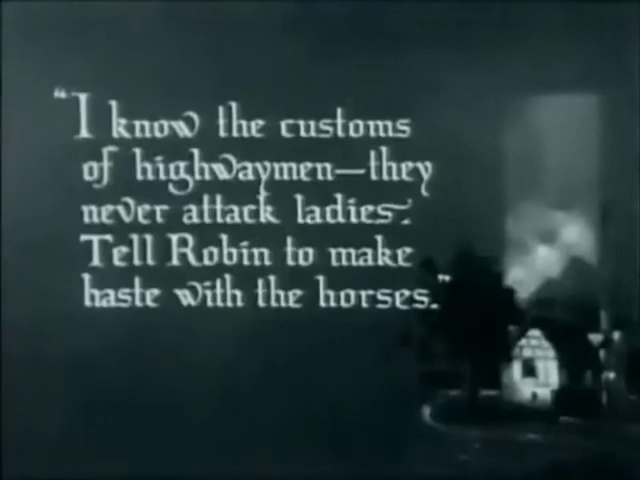 "I know the customs
of highwaymen—they
never attack ladies.
Tell Robin to make
haste with the horses."